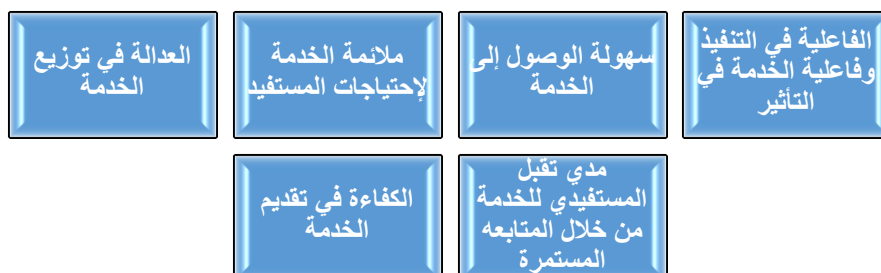 الفاعلية في التنفيذ
وفاعلية الخدمة في
التأثير
سهولة الوصول إلى
الخدمة
ملائمة الخدمة
لإحتياجات المستفيد
العدالة في توزيع
الخدمة
مدي تقبل
المستفيدي للخدمة
من خلال المتابعه
المستمرة
الكفاءة في تقديم
الخدمة